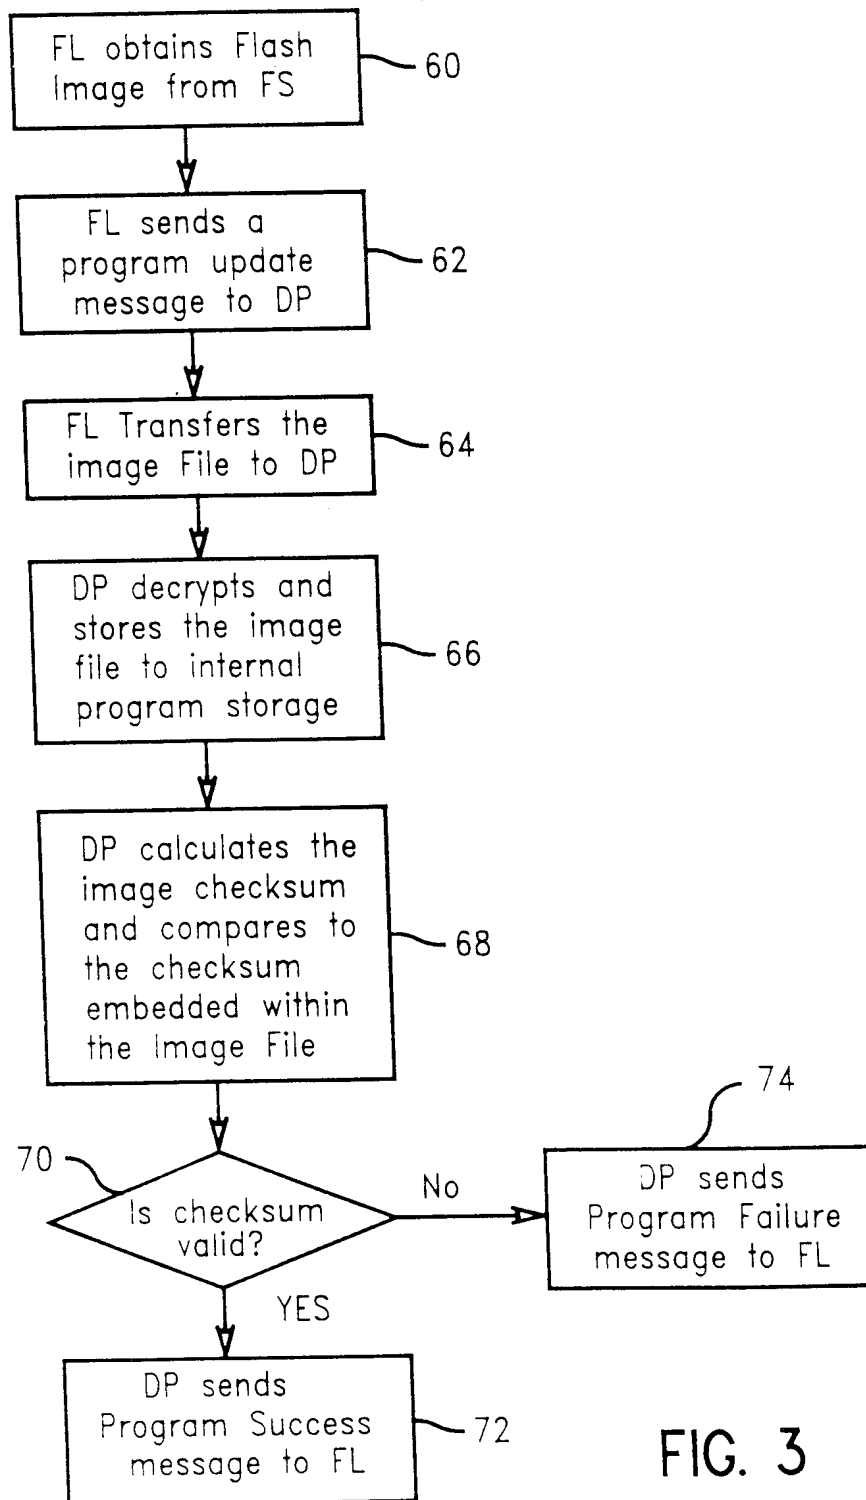 FL obtains Flash
Image from FS
60
FL sends a
program update
message to DP
62
FL Transfers the
image File to DP
64
DP decrypts and
stores the image
file to internal
program storage
66
DP calculates the
image checksum
and compares to
the checksum
embedded within
the Image File
68
70
Is checksum
valid?
No
74
DP sends
Program Failure
message to FL
YES
DP sends
Program Success
message to FL
72
FIG. 3